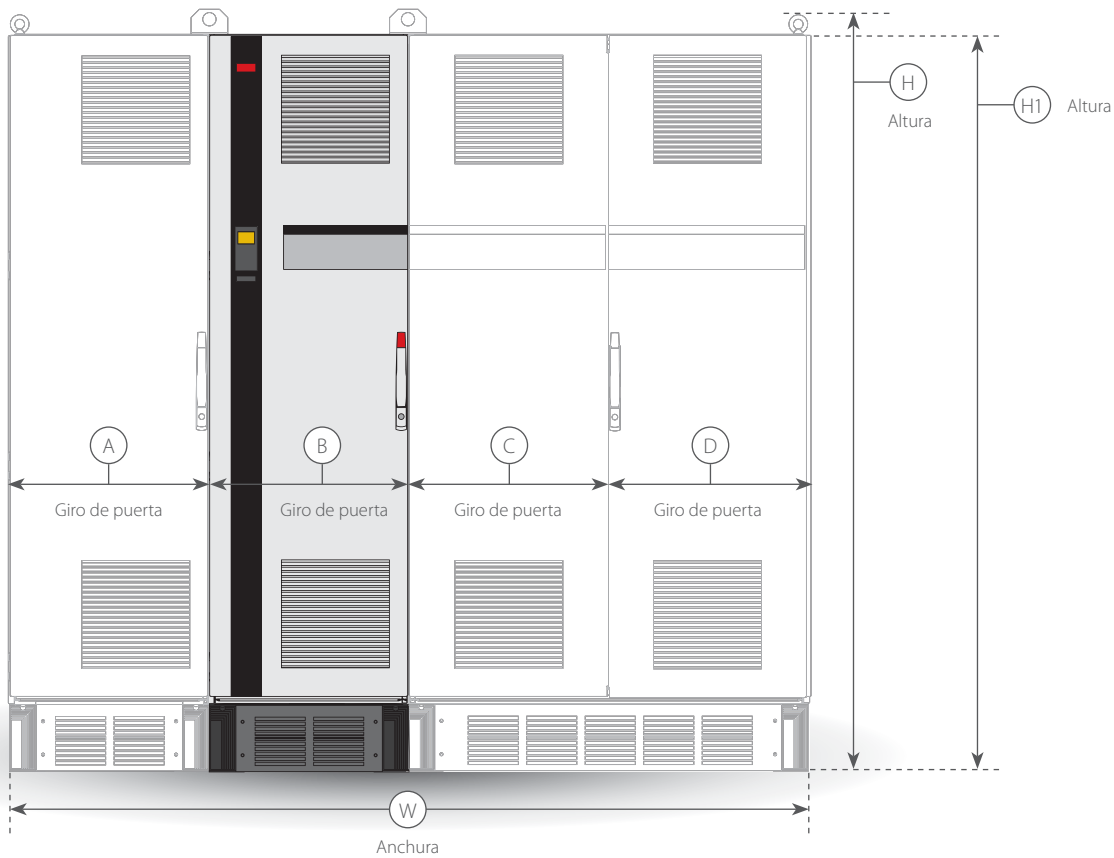 H
Altura
H1 Altura
A
B
C
D
Giro de puerta
Giro de puerta
Giro de puerta
Giro de puerta
W
Anchura